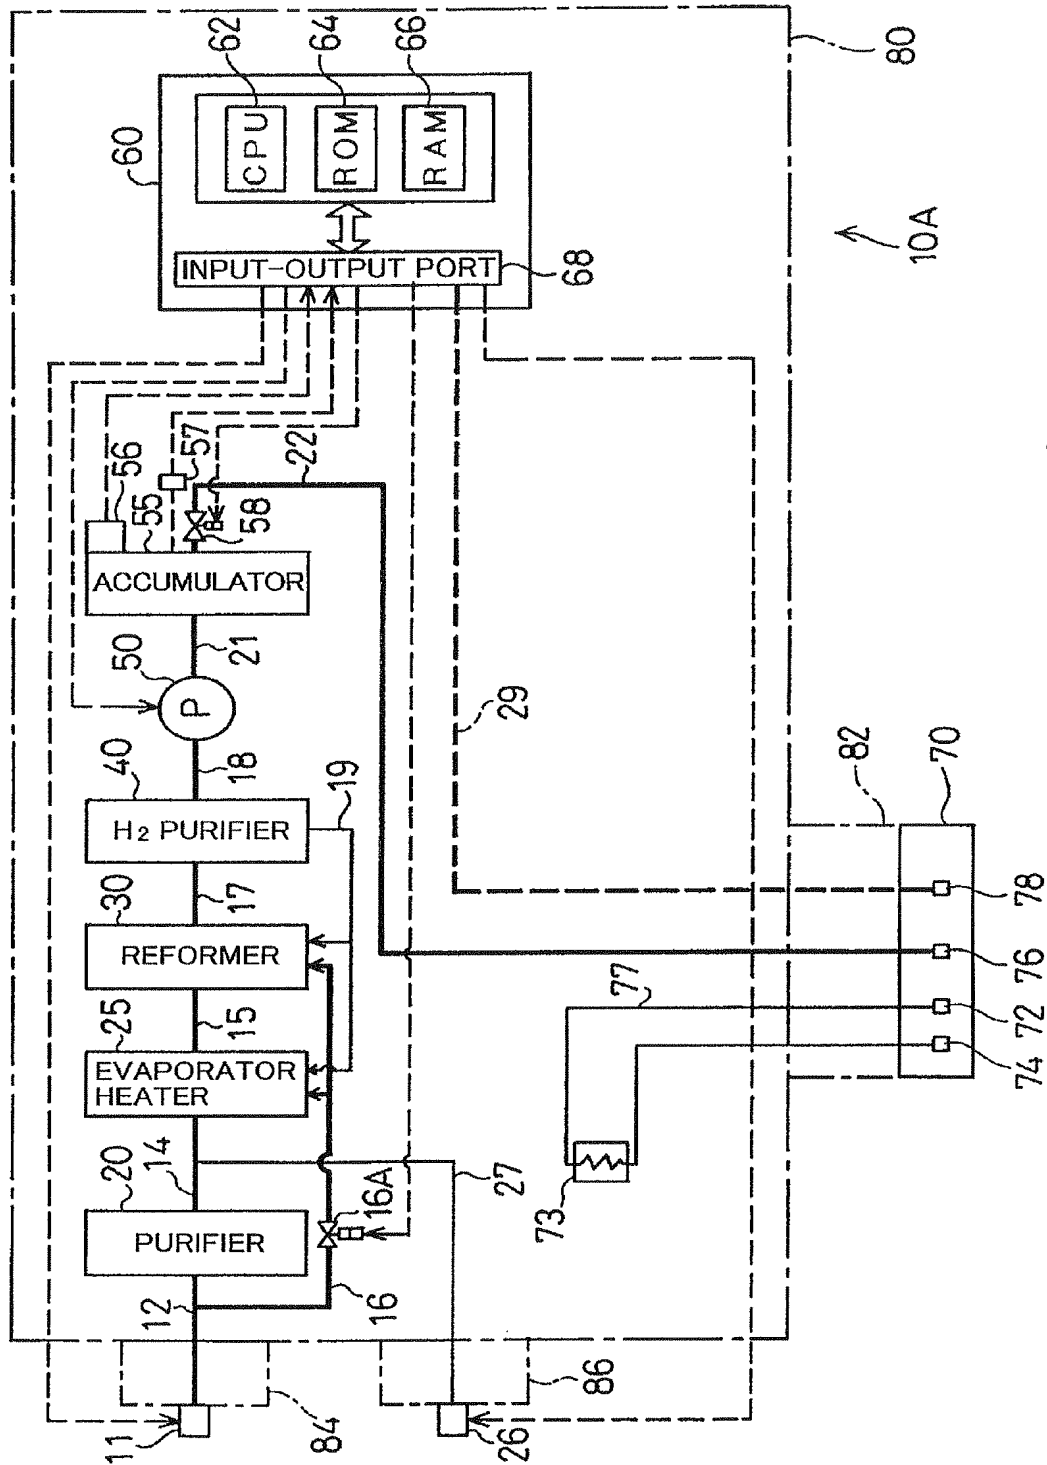 62
64
66
80
60
CPU
ROM
RAM
10A
INPUT-OUTPUT PORT
68
56
57
22
55
58
ACCUMULATOR
50
21
P
29
40
18
19
82
70
H2 PURIFIER
30
17
78
REFORMER
76
25
15
77
72
EVAPORATOR
HEATER
74
20
14
16A
27
73
PURIFIER
12
16
84
86
11
26